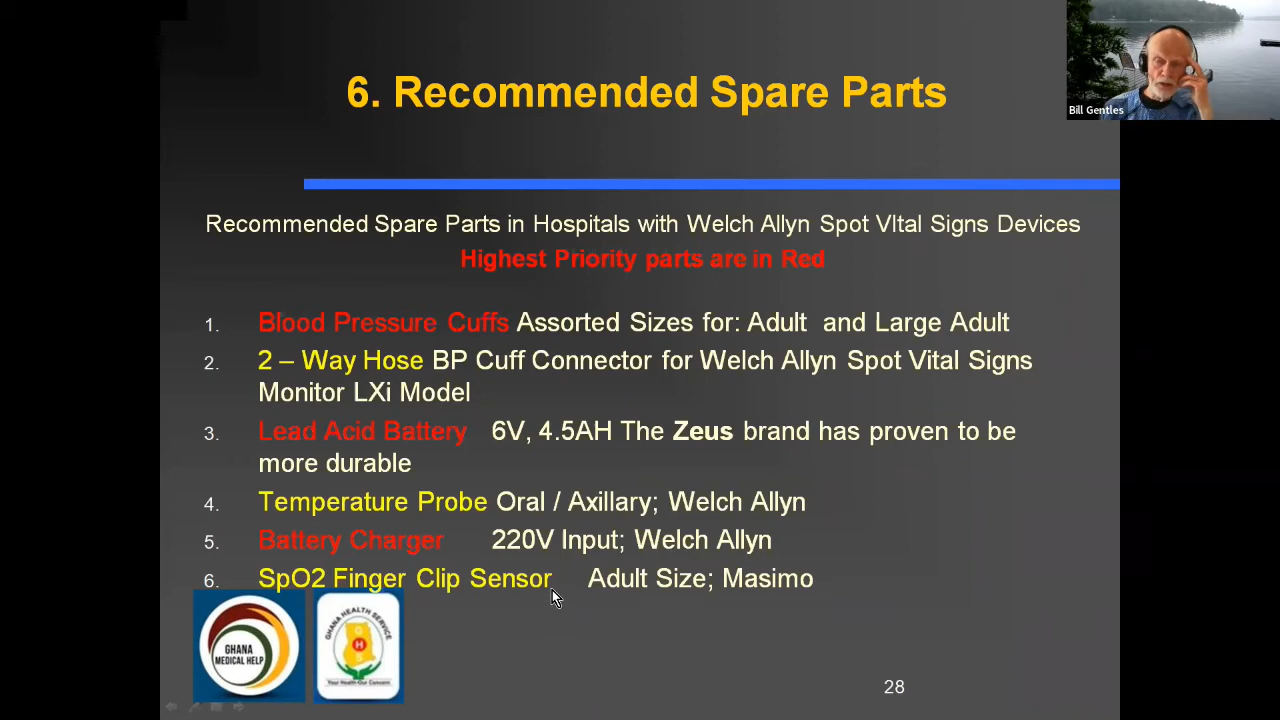 6. Recommended Spare Parts
Bill Gentles
Recommended Spare Parts in Hospitals with Welch Allyn Spot VItal Signs Devices
Highest Priority parts are in Red
1. Blood Pressure Cuffs Assorted Sizes for: Adult and Large Adult
2. 2 – Way Hose BP Cuff Connector for Welch Allyn Spot Vital Signs
Monitor LXi Model
3. Lead Acid Battery 6V, 4.5AH The Zeus brand has proven to be
more durable
4. Temperature Probe Oral / Axillary; Welch Allyn
5. Battery Charger 220V Input; Welch Allyn
6. SpO2 Finger Clip Sensor Adult Size; Masimo
GHANA
MEDICAL HELP
GHANA HEALTH SERVICE
G
H
S
Your Health-Our Concern
28